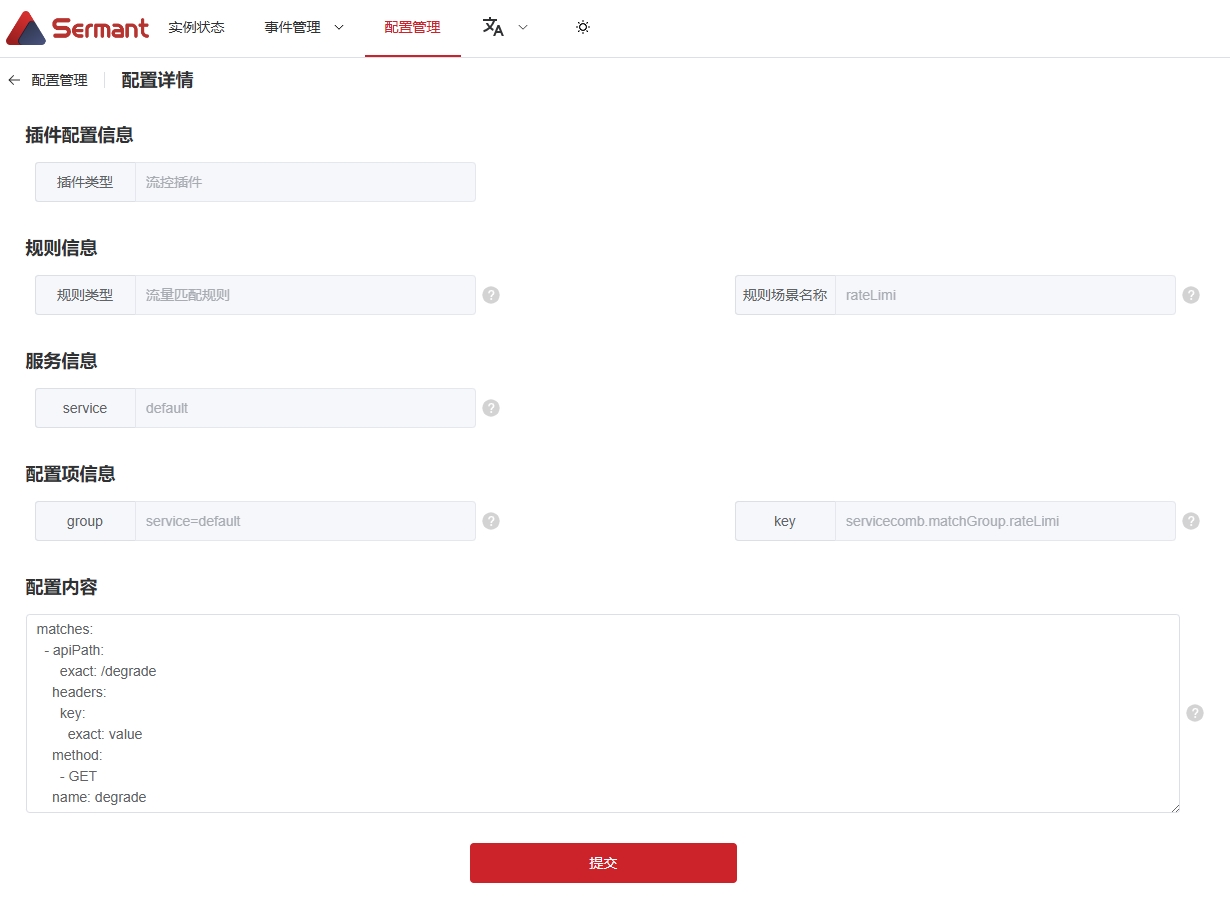 Sermant 实例状态 事件管理 配置管理
配置管理 配置详情
插件配置信息
插件类型 流控插件
规则信息
规则类型 流量匹配规则 ? 规则场景名称 rateLimi ?
服务信息
service default ?
配置项信息
group service=default ? key servicecomb.matchGroup.rateLimi ?
配置内容
matches:
  - apiPath:
      exact: /degrade
    headers:
      key:
        exact: value
    method:
      - GET
    name: degrade
?
提交